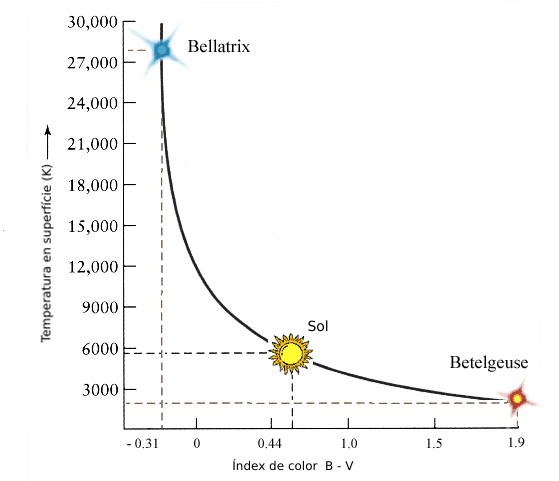 30,000
Bellatrix
27,000
24,000
21,000
18,000
15,000
12,000
9000
Sol
6000
Betelgeuse
3000
Temperatura en superfície (K)
- 0.31 0 0.44 1.0 1.5 1.9
Índex de color B - V